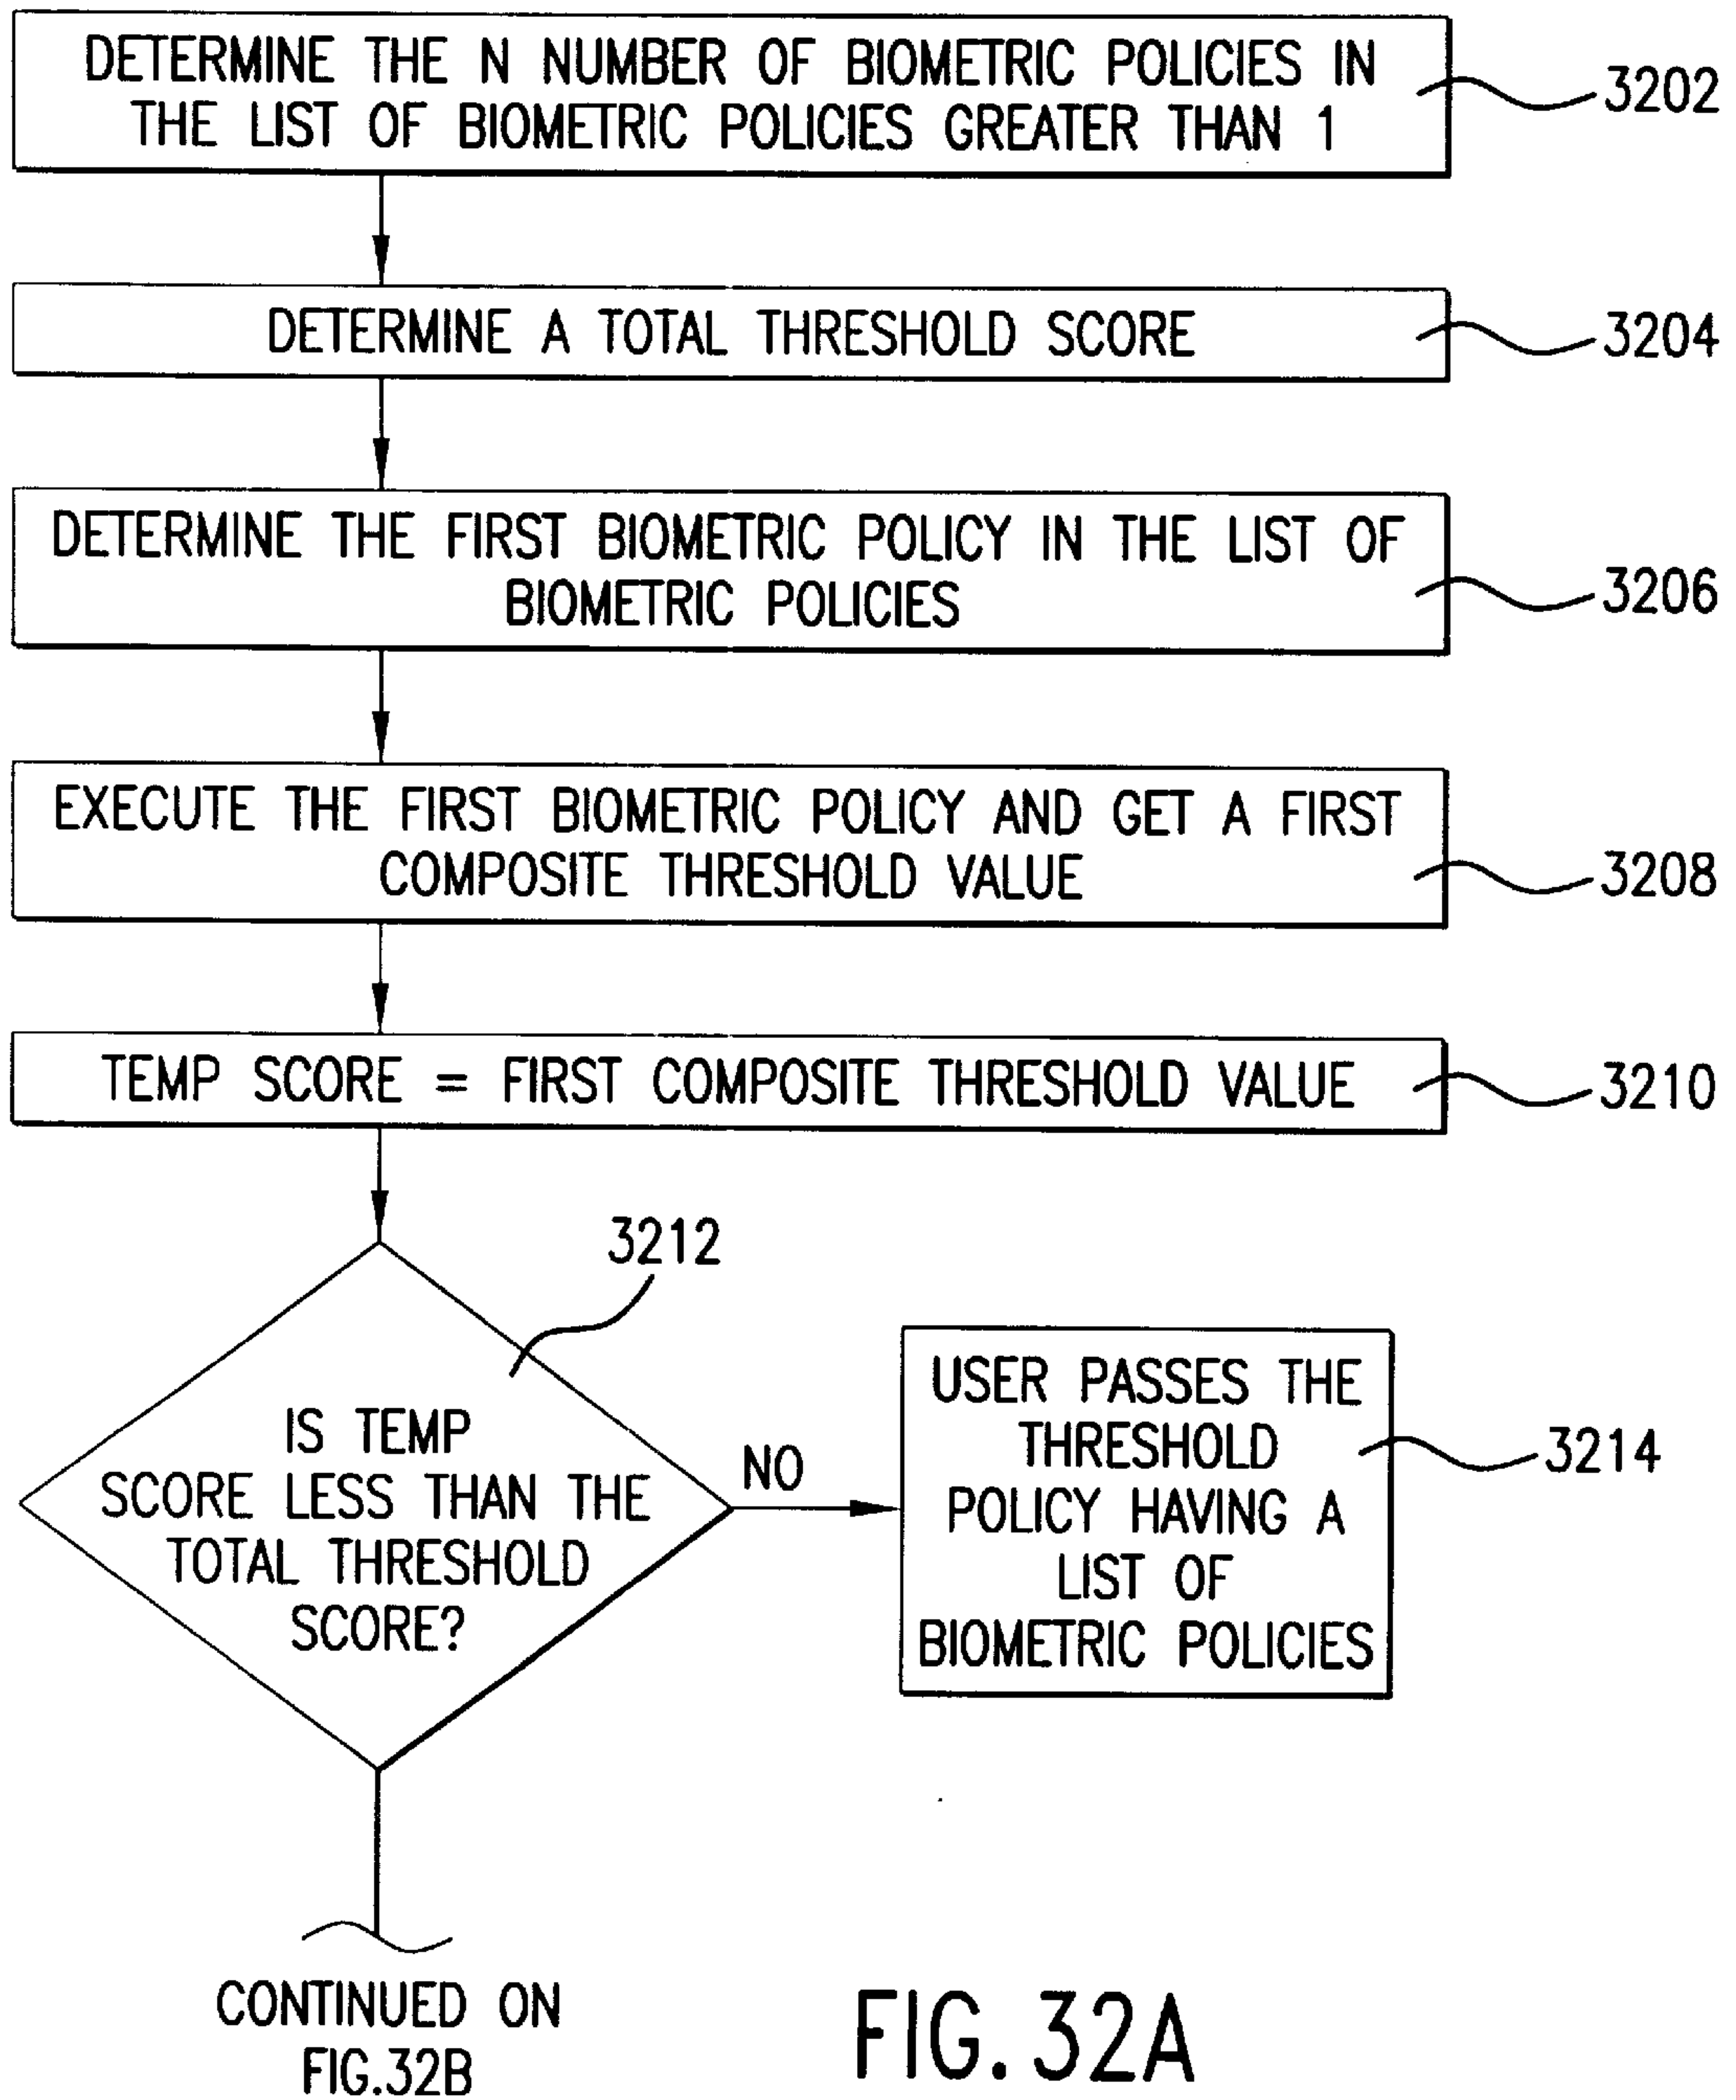 DETERMINE THE N NUMBER OF BIOMETRIC POLICIES IN
THE LIST OF BIOMETRIC POLICIES GREATER THAN 1
3202
DETERMINE A TOTAL THRESHOLD SCORE
3204
DETERMINE THE FIRST BIOMETRIC POLICY IN THE LIST OF
BIOMETRIC POLICIES
3206
EXECUTE THE FIRST BIOMETRIC POLICY AND GET A FIRST
COMPOSITE THRESHOLD VALUE
3208
TEMP SCORE = FIRST COMPOSITE THRESHOLD VALUE
3210
3212
IS TEMP
SCORE LESS THAN THE
TOTAL THRESHOLD
SCORE?
NO
USER PASSES THE
THRESHOLD
POLICY HAVING A
LIST OF
BIOMETRIC POLICIES
3214
CONTINUED ON
FIG.32B
FIG. 32A